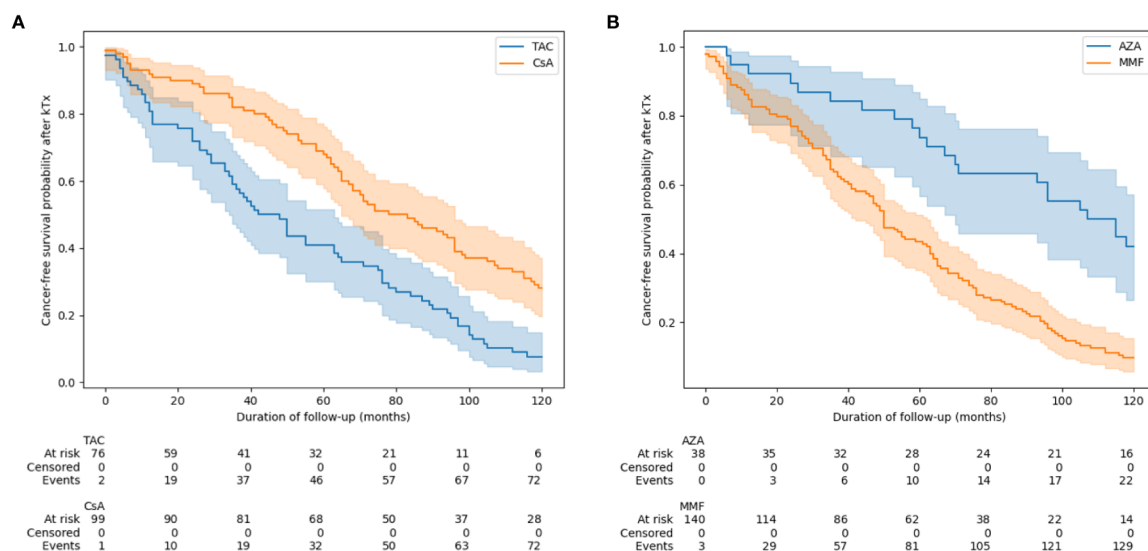 A
TAC
CsA
Cancer-free survival probability after kTx
1.0
0.8
0.6
0.4
0.2
0.0
0 20 40 60 80 100 120
Duration of follow-up (months)
TAC
At risk 76 59 41 32 21 11 6
Censored 0 0 0 0 0 0 0
Events 2 19 37 46 57 67 72
CsA
At risk 99 90 81 68 50 37 28
Censored 0 0 0 0 0 0 0
Events 1 10 19 32 50 63 72
B
AZA
MMF
Cancer-free survival probability after kTx
1.0
0.8
0.6
0.4
0.2
0 20 40 60 80 100 120
Duration of follow-up (months)
AZA
At risk 38 35 32 28 24 21 16
Censored 0 0 0 0 0 0 0
Events 0 3 6 10 14 17 22
MMF
At risk 140 114 86 62 38 22 14
Censored 0 0 0 0 0 0 0
Events 3 29 57 81 105 121 129